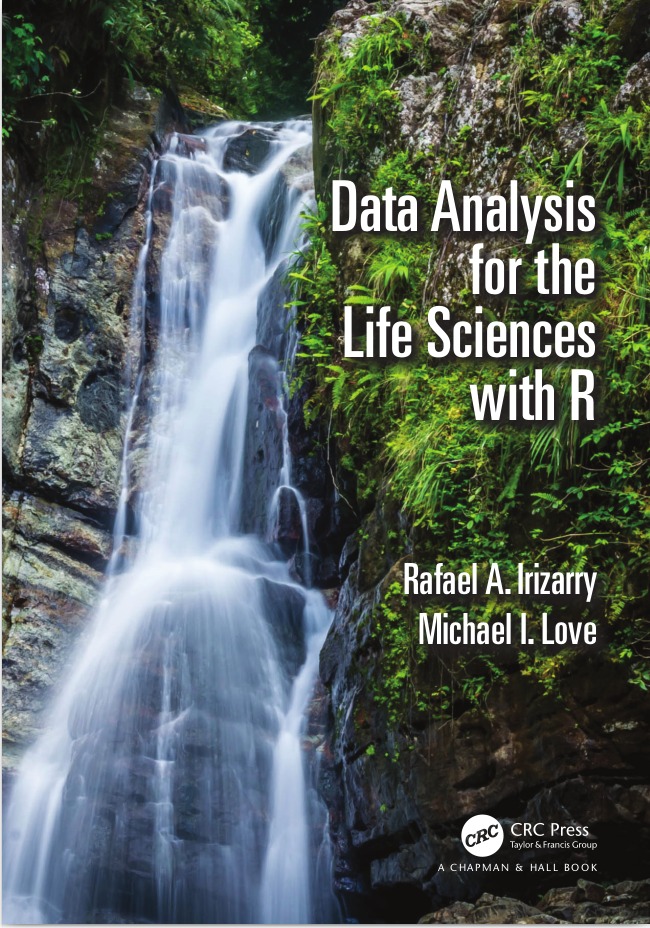 Data Analysis
for the
Life Sciences
with R
Rafael A. Irizarry
Michael I. Love
CRC
CRC Press
Taylor & Francis Group
A CHAPMAN & HALL BOOK